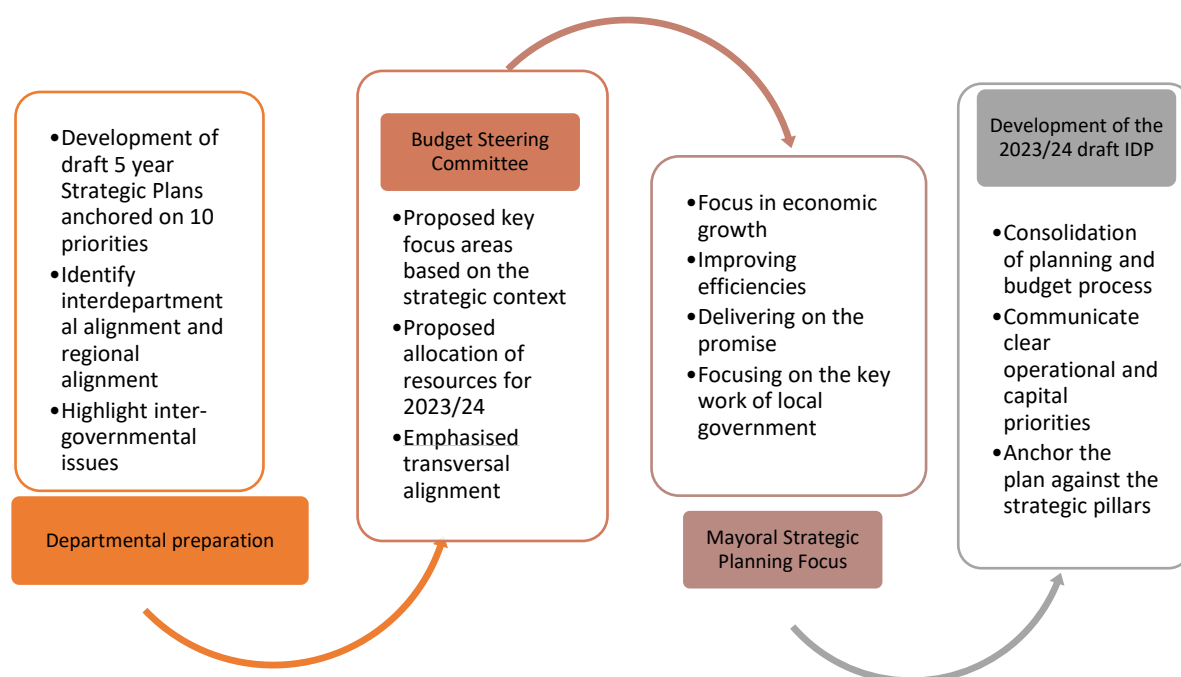 •Development of
draft 5 year
Strategic Plans
anchored on 10
priorities
•Identify
interdepartment
al alignment and
regional
alignment
•Highlight inter-
governmental
issues
Departmental preparation
Budget Steering
Committee
•Proposed key
focus areas
based on the
strategic context
•Proposed
allocation of
resources for
2023/24
•Emphasised
transversal
alignment
•Focus in economic
growth
•Improving
efficiencies
•Delivering on the
promise
•Focusing on the key
work of local
government
Mayoral Strategic
Planning Focus
Development of the
2023/24 draft IDP
•Consolidation
of planning and
budget process
•Communicate
clear
operational and
capital
priorities
•Anchor the
plan against the
strategic pillars